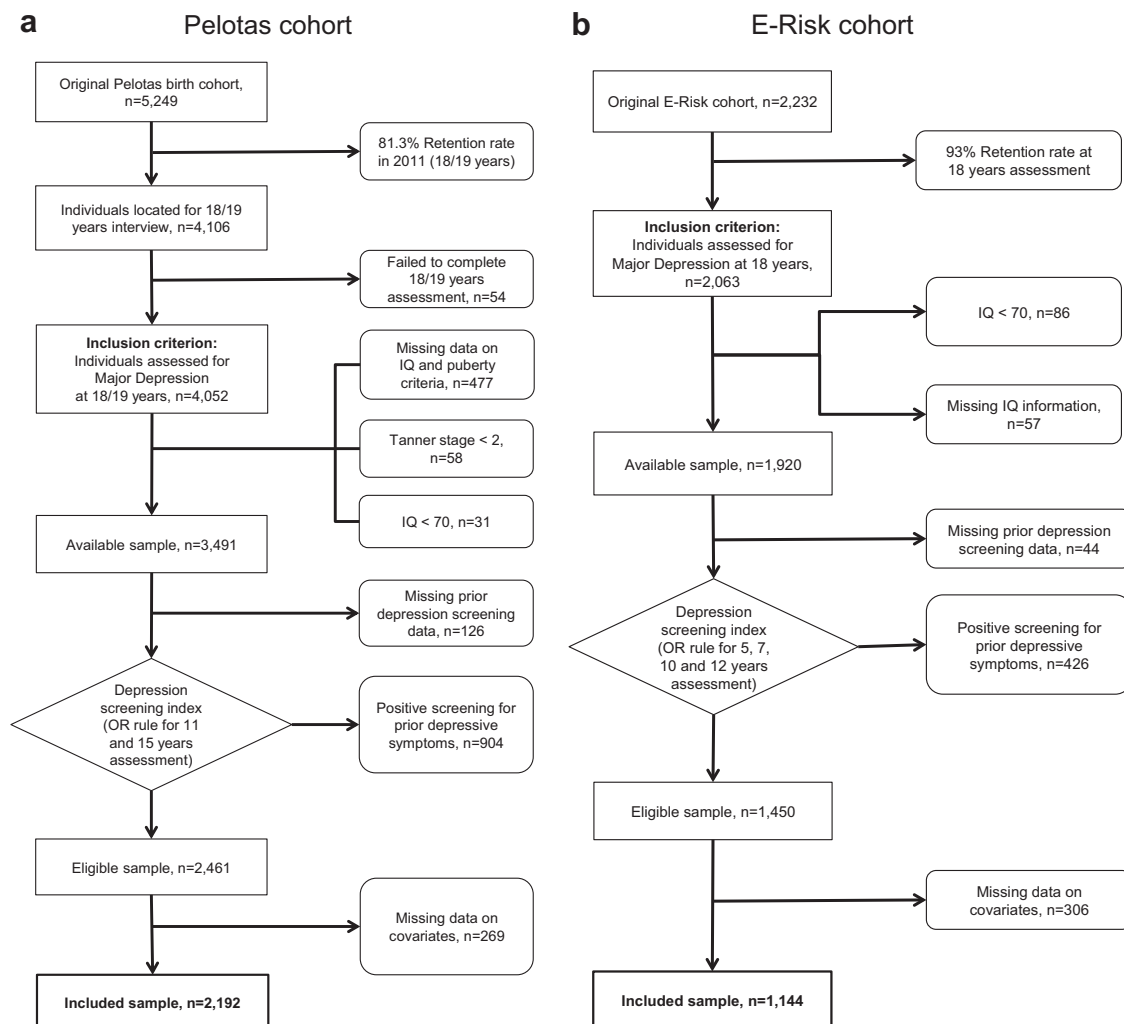 a Pelotas cohort
Original Pelotas birth cohort,
n=5,249
81.3% Retention rate
in 2011 (18/19 years)
Individuals located for 18/19
years interview, n=4,106
Failed to complete
18/19 years
assessment, n=54
Inclusion criterion:
Individuals assessed for
Major Depression
at 18/19 years, n=4,052
Missing data on
IQ and puberty
criteria, n=477
Tanner stage < 2,
n=58
IQ < 70, n=31
Available sample, n=3,491
Missing prior
depression screening
data, n=126
Depression
screening index
(OR rule for 11
and 15 years
assessment)
Positive screening for
prior depressive
symptoms, n=904
Eligible sample, n=2,461
Missing data on
covariates, n=269
Included sample, n=2,192
b E-Risk cohort
Original E-Risk cohort, n=2,232
93% Retention rate at
18 years assessment
Inclusion criterion:
Individuals assessed for
Major Depression at 18 years,
n=2,063
IQ < 70, n=86
Missing IQ information,
n=57
Available sample, n=1,920
Missing prior depression
screening data, n=44
Depression
screening index
(OR rule for 5, 7,
10 and 12 years
assessment)
Positive screening for
prior depressive
symptoms, n=426
Eligible sample, n=1,450
Missing data on
covariates, n=306
Included sample, n=1,144